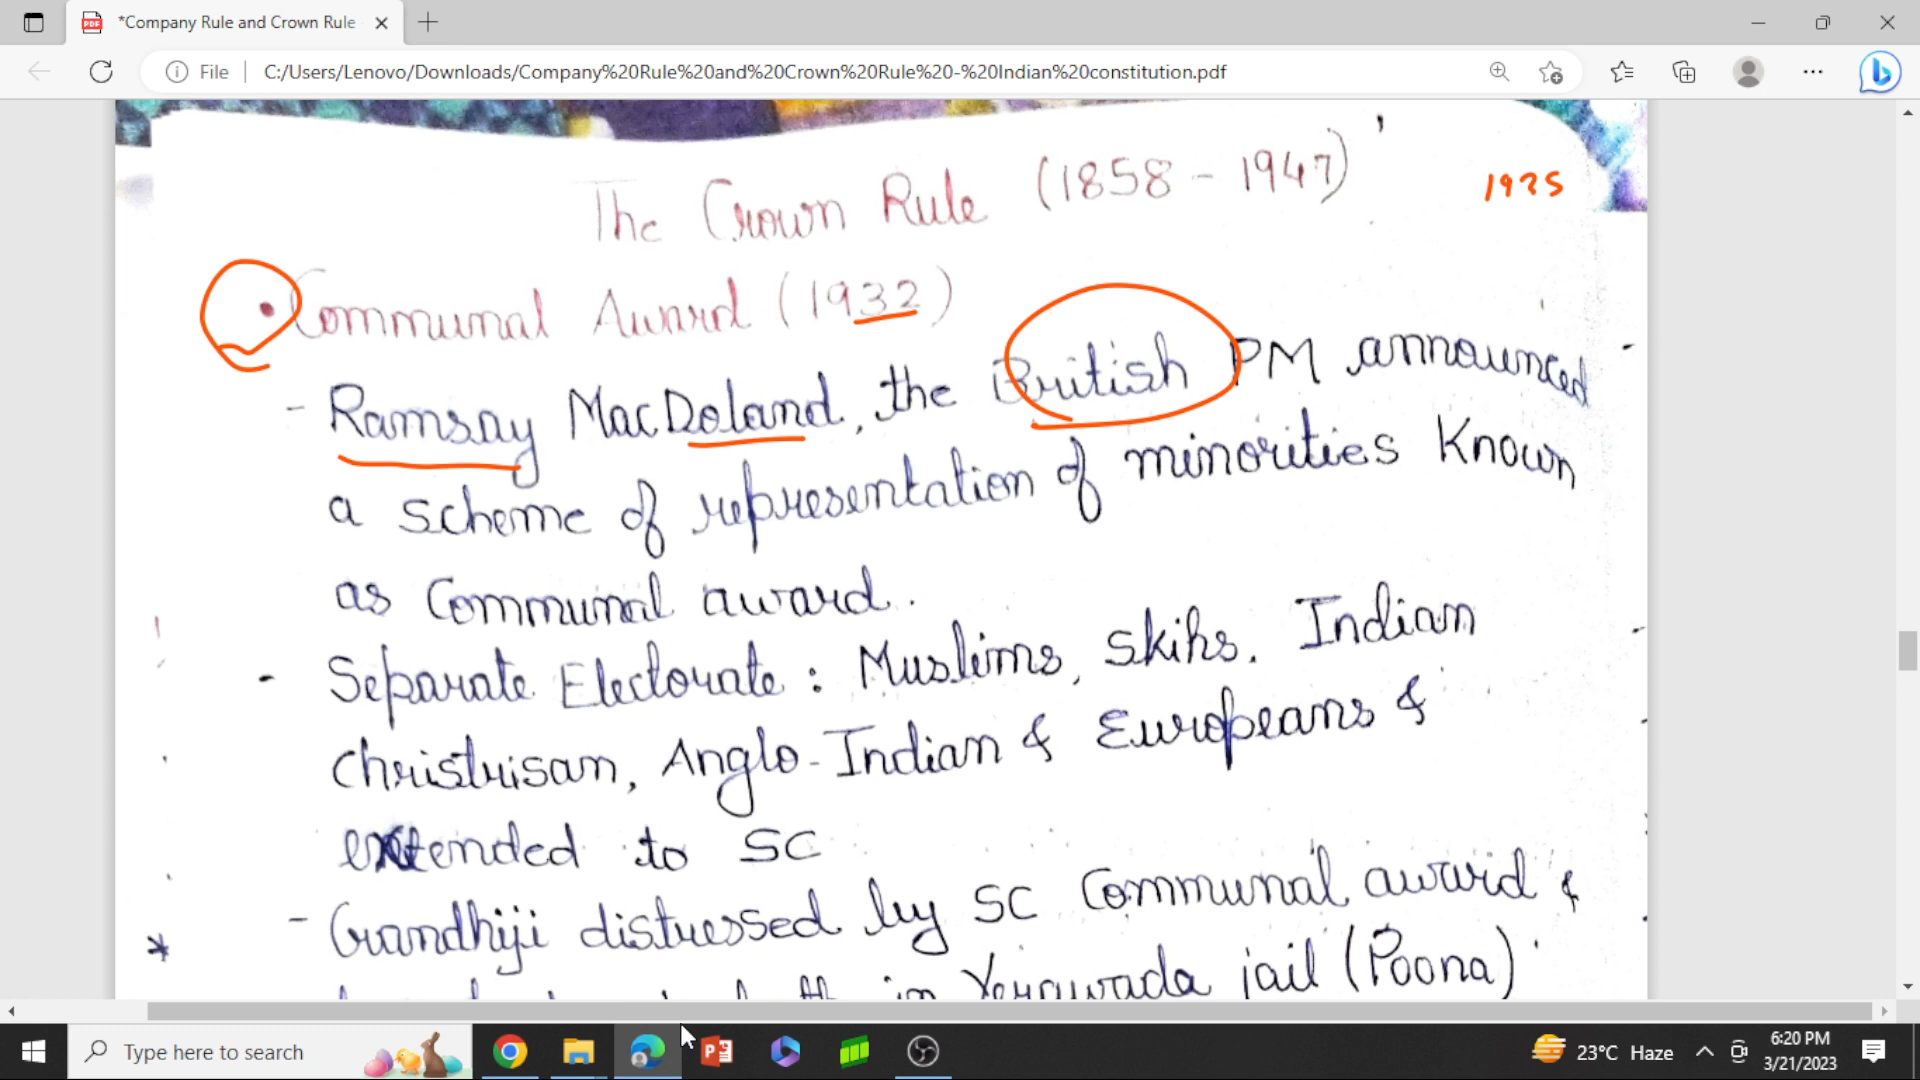 *Company Rule and Crown Rule
File
C:/Users/Lenovo/Downloads/Company%20Rule%20and%20Crown%20Rule%20-%20Indian%20constitution.pdf
The Crown Rule (1858 - 1947)
1935
• Communal Award (1932)
- Ramsay MacDoland, the British PM announced
a scheme of representation of minorities Known
as Communal award.
- Separate Electorate : Muslims, Skihs. Indian
Christrisam, Anglo-Indian & Europeans &
extended to SC
- Gandhiji distressed by SC Communal award &
in Yerawada jail (Poona)
Type here to search
23°C Haze
6:20 PM
3/21/2023